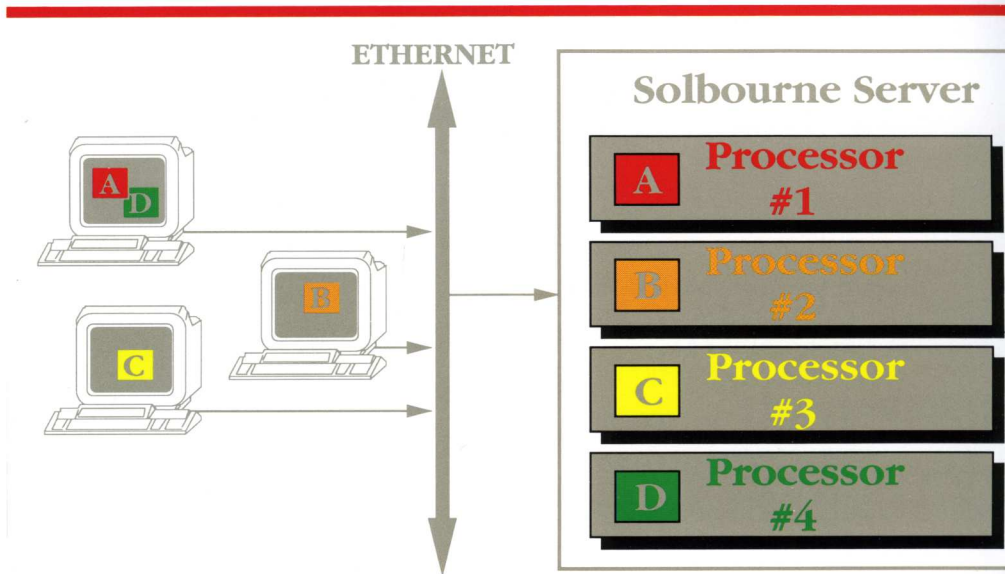 ETHERNET
Solbourne Server
A
D
B
C
A
Processor
#1
B
Processor
#2
C
Processor
#3
D
Processor
#4